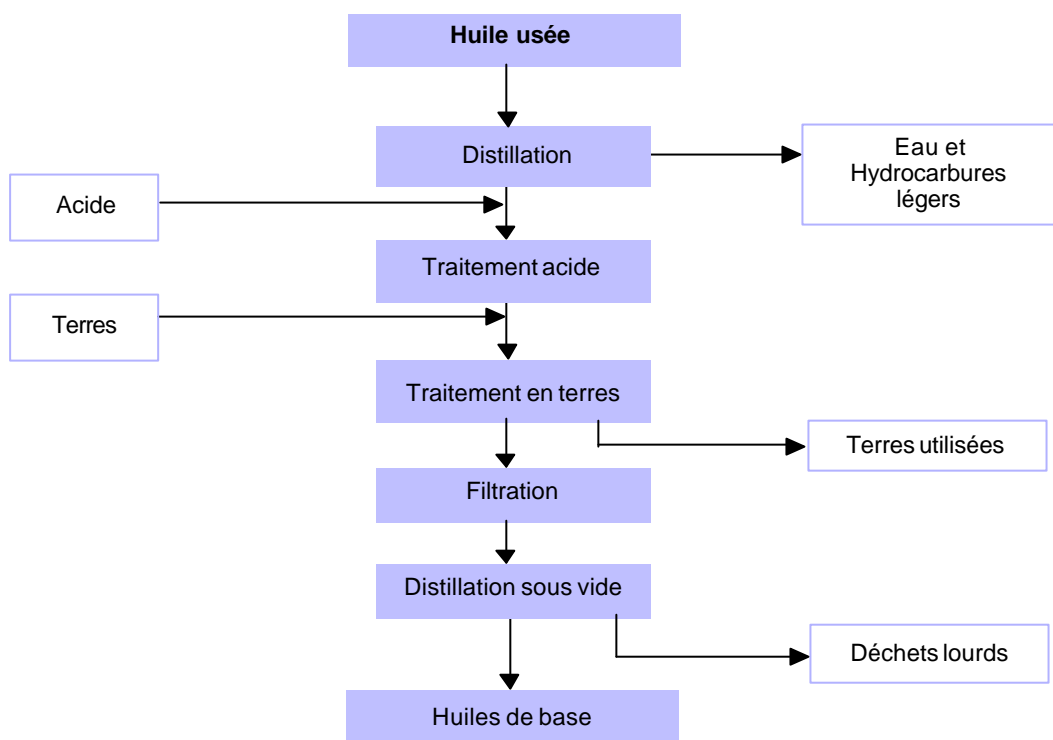 Huile usée
Distillation
Eau et
Hydrocarbures
légers
Acide
Traitement acide
Terres
Traitement en terres
Terres utilisées
Filtration
Distillation sous vide
Déchets lourds
Huiles de base